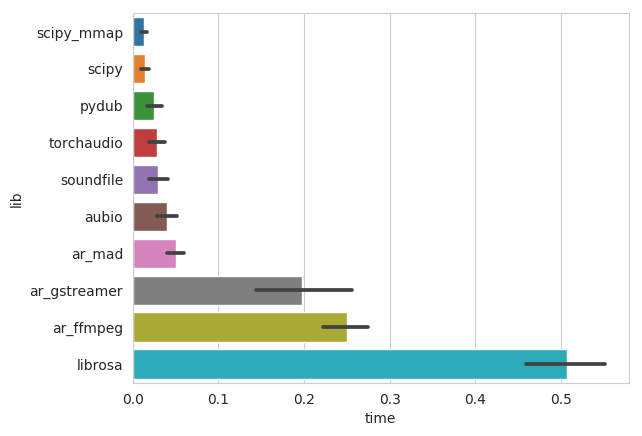 scipy_mmap
scipy
pydub
torchaudio
soundfile
aubio
ar_mad
ar_gstreamer
ar_ffmpeg
librosa
lib
0.0 0.1 0.2 0.3 0.4 0.5
time